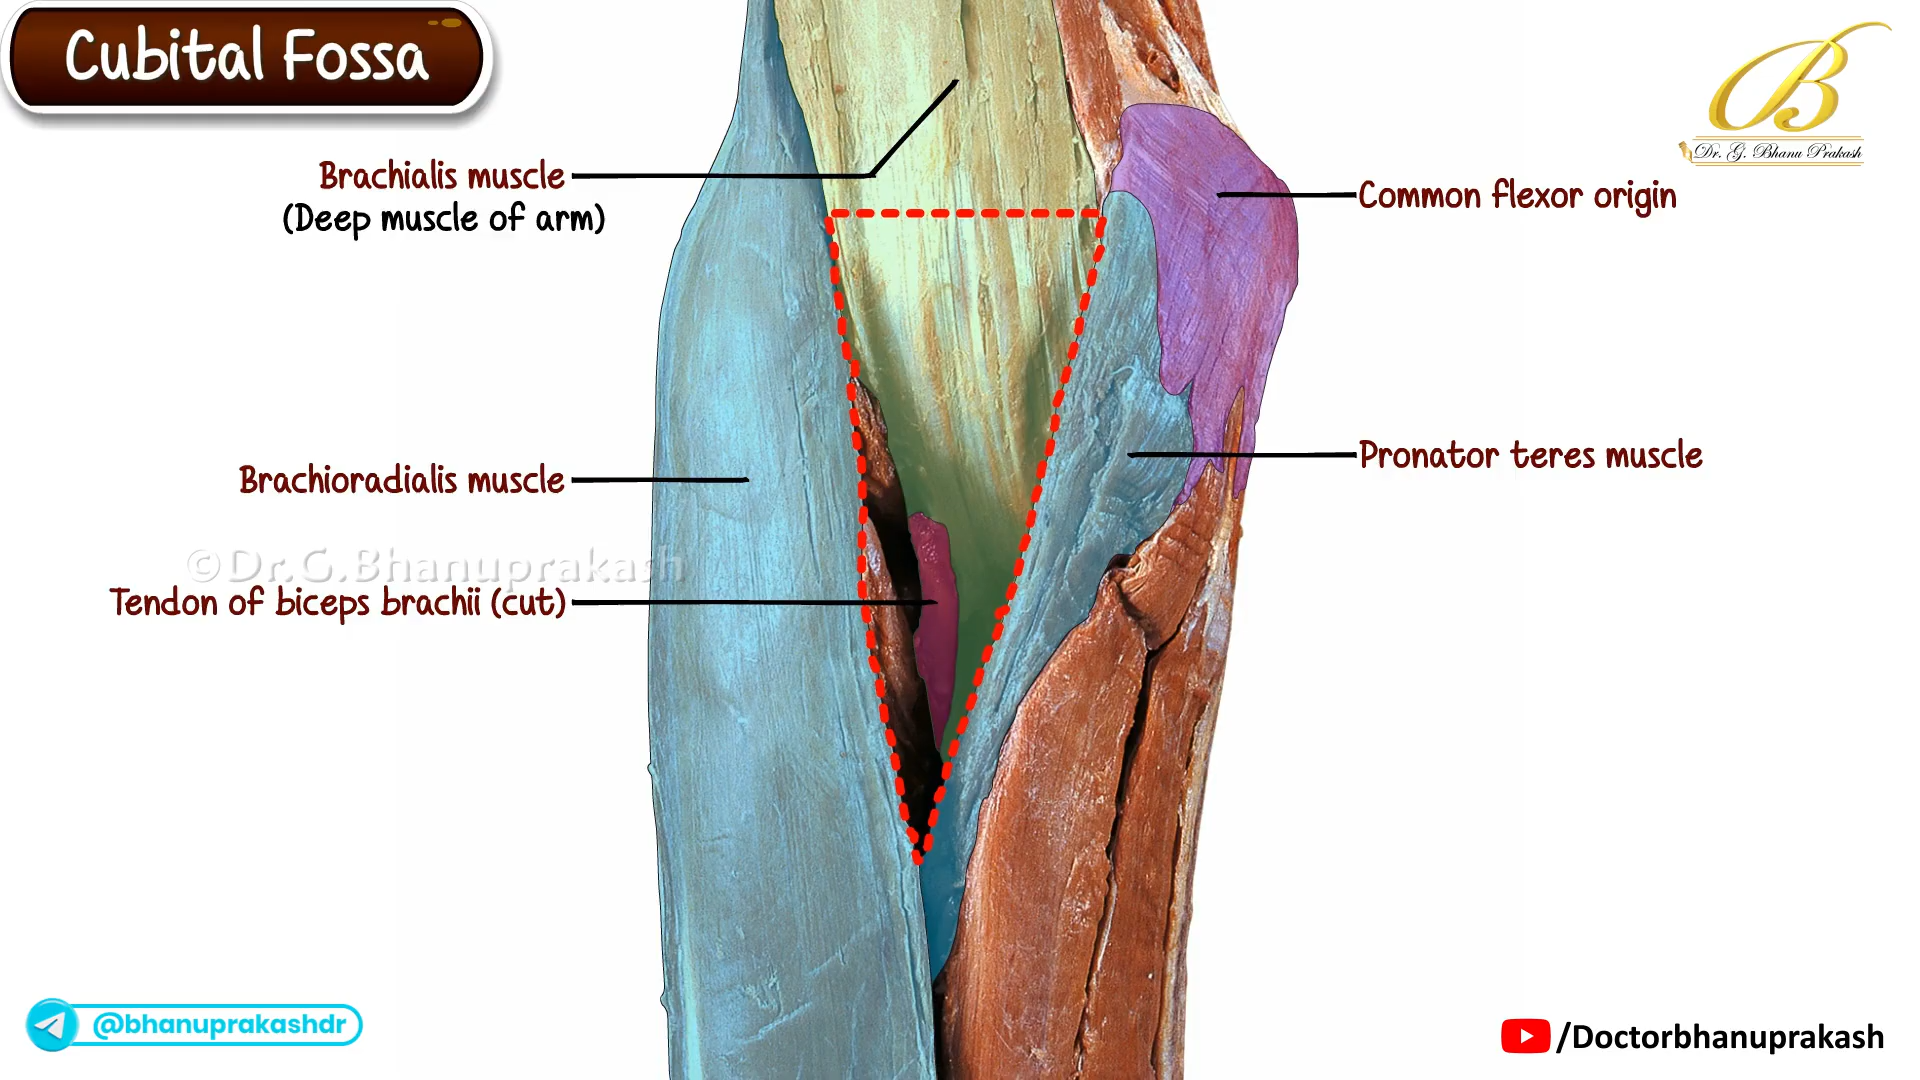 Cubital Fossa
B
Dr. G. Bhanu Prakash
Brachialis muscle
(Deep muscle of arm)
Common flexor origin
Brachioradialis muscle
Pronator teres muscle
©Dr.G.Bhanuprakash
Tendon of biceps brachii (cut)
@bhanuprakashdr
/Doctorbhanuprakash